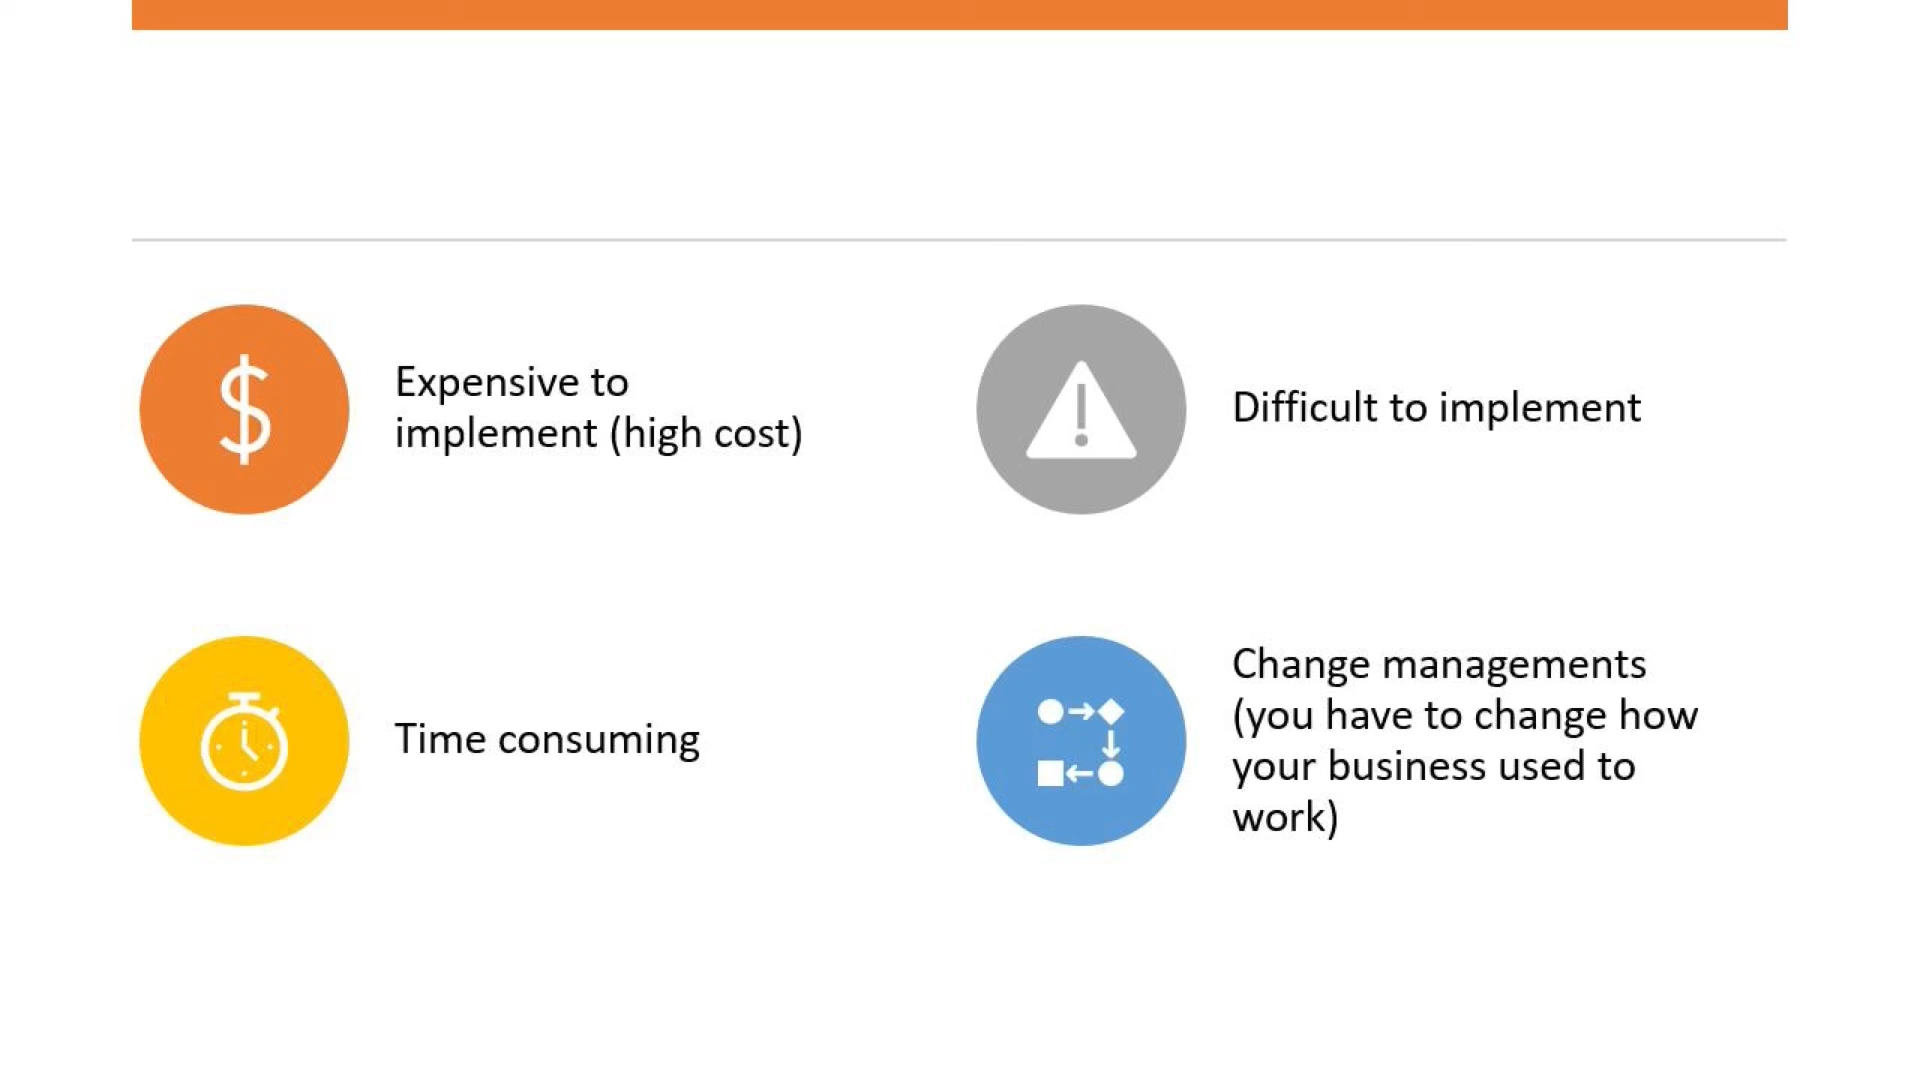 Expensive to
implement (high cost)
Difficult to implement
Time consuming
Change managements
(you have to change how
your business used to
work)